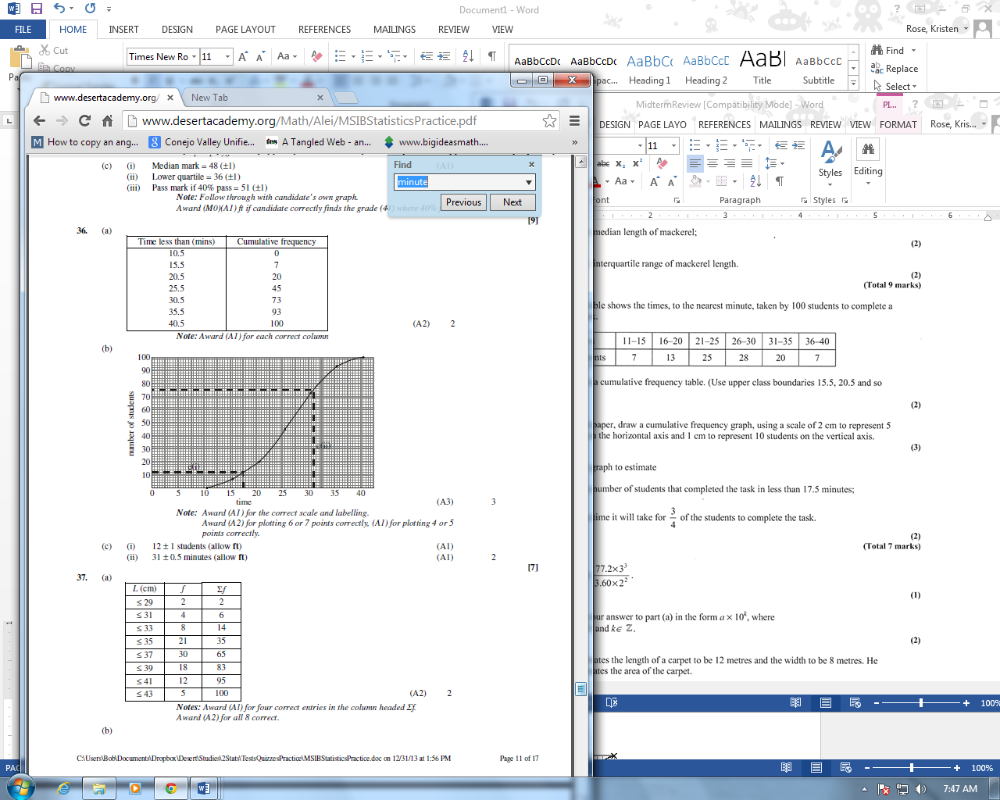 Document1 - Word
FILE HOME INSERT DESIGN PAGE LAYOUT REFERENCES MAILINGS REVIEW VIEW
Rose, Kristen
Cut
Copy
Times New Ro 11
Aa
AaBbCcDc AaBbCcDc AaBbC AaBbCcD AaB AaBbCcD
Heading 1 Heading 2 Title Subtitle
Find
Replace
Select
www.desertacademy.org/
New Tab
www.desertacademy.org/Math/Alei/MSIBStatisticsPractice.pdf
How to copy an ang...
Conejo Valley Unifie...
tes A Tangled Web - an...
www.bigideasmath....
»
MidtermReview [Compatibility Mode] - Word
PI...
DESIGN PAGE LAYO REFERENCES MAILINGS REVIEW VIEW FORMAT
Rose, Kris...
11
abc x₂ x²
A Aa
Styles
Editing
Font
Paragraph
Styles
2 3 4 5 6
Find
minute
Previous Next
(c) (i) Median mark = 48 (±1) (A1)
(ii) Lower quartile = 36 (±1)
(iii) Pass mark if 40% pass = 51 (±1)
Note: Follow through with candidate's own graph.
Award (M0)(A1) ft if candidate correctly finds the grade (44) where 40%
[9]
36. (a)
Time less than (mins) Cumulative frequency
10.5 0
15.5 7
20.5 20
25.5 45
30.5 73
35.5 93
40.5 100
(A2) 2
Note: Award (A1) for each correct column
(b)
100
90
80
70
60
50
40
30
20
10
number of students
c(i)
c(ii)
0 5 10 15 20 25 30 35 40
time
(A3) 3
Note: Award (A1) for the correct scale and labelling.
Award (A2) for plotting 6 or 7 points correctly, (A1) for plotting 4 or 5
points correctly.
(c) (i) 12 ± 1 students (allow ft) (A1)
(ii) 31 ± 0.5 minutes (allow ft) (A1) 2
[7]
37. (a)
L (cm) f Σf
≤ 29 2 2
≤ 31 4 6
≤ 33 8 14
≤ 35 21 35
≤ 37 30 65
≤ 39 18 83
≤ 41 12 95
≤ 43 5 100
(A2) 2
Notes: Award (A1) for four correct entries in the column headed Σf.
Award (A2) for all 8 correct.
(b)
C:\Users\Bob\Documents\Dropbox\Desert\Studies\2Stats\TestsQuizzesPractice\MSIBStatisticsPractice.doc on 12/31/13 at 1:56 PM Page 11 of 17
median length of mackerel;
(2)
interquartile range of mackerel length.
(2)
(Total 9 marks)
shows the times, to the nearest minute, taken by 100 students to complete a
11–15 16–20 21–25 26–30 31–35 36–40
7 13 25 28 20 7
a cumulative frequency table. (Use upper class boundaries 15.5, 20.5 and so
(2)
paper, draw a cumulative frequency graph, using a scale of 2 cm to represent 5
the horizontal axis and 1 cm to represent 10 students on the vertical axis.
(3)
graph to estimate
number of students that completed the task in less than 17.5 minutes;
time it will take for 3/4 of the students to complete the task.
(2)
(Total 7 marks)
77.2×3³
3.60×2² .
(1)
our answer to part (a) in the form a × 10ᵏ, where
and k∈ ℤ.
(2)
ates the length of a carpet to be 12 metres and the width to be 8 metres. He
ates the area of the carpet.
100%
PAG
100%
7:47 AM